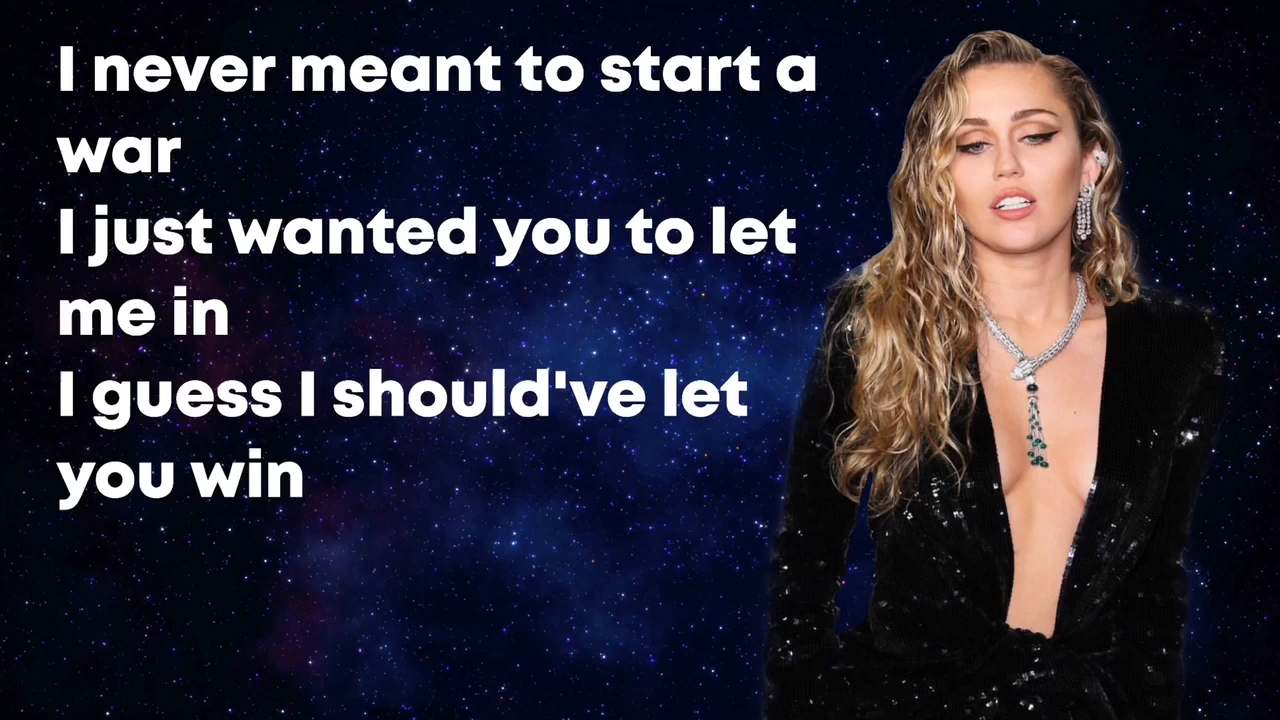 I never meant to start a
war
I just wanted you to let
me in
I guess I should've let
you win